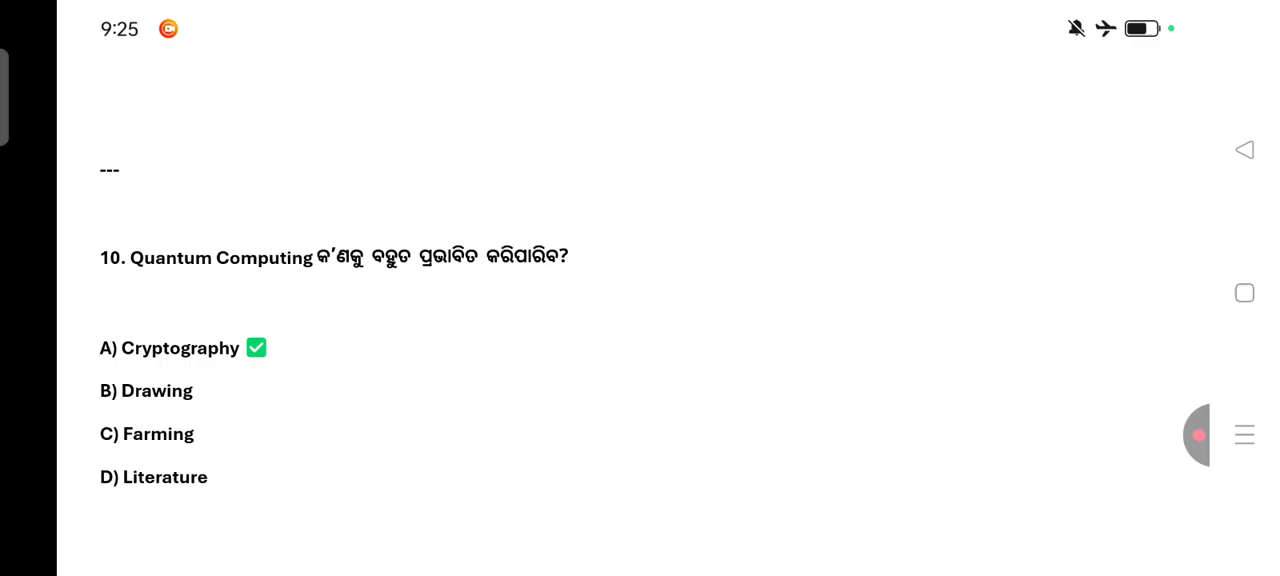 9:25
---
10. Quantum Computing କ'ଣକୁ ବହୁତ ପ୍ରଭାବିତ କରିପାରିବ?
A) Cryptography ✅
B) Drawing
C) Farming
D) Literature